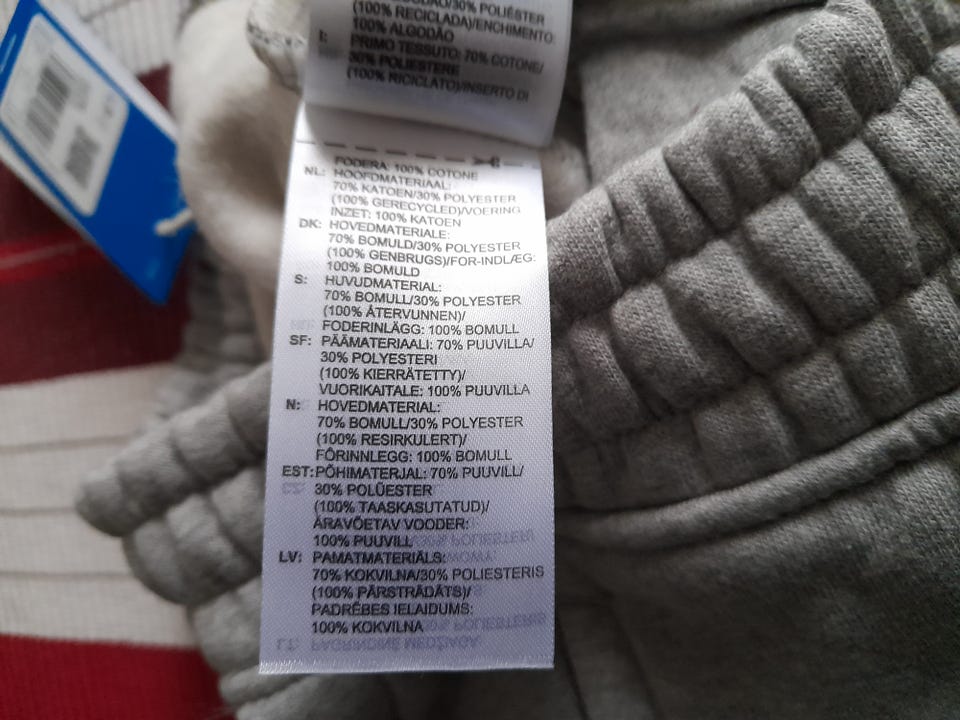 30% POLIÉSTER
(100% RECICLADA)/ENCHIMENTO:
100% ALGODÃO
I: PRIMO TESSUTO: 70% COTONE/
30% POLIESTERE
(100% RICICLATO)/INSERTO DI
FODERA: 100% COTONE
NL: HOOFDMATERIAAL:
70% KATOEN/30% POLYESTER
(100% GERECYCLED)/VOERING
INZET: 100% KATOEN
DK: HOVEDMATERIALE:
70% BOMULD/30% POLYESTER
(100% GENBRUGS)/FOR-INDLÆG:
100% BOMULD
S: HUVUDMATERIAL:
70% BOMULL/30% POLYESTER
(100% ÅTERVUNNEN)/
FODERINLÄGG: 100% BOMULL
SF: PÄÄMATERIAALI: 70% PUUVILLA/
30% POLYESTERI
(100% KIERRÄTETTY)/
VUORIKAITALE: 100% PUUVILLA
N: HOVEDMATERIAL:
70% BOMULL/30% POLYESTER
(100% RESIRKULERT)/
FÔRINNLEGG: 100% BOMULL
EST: PÕHIMATERJAL: 70% PUUVILL/
30% POLÜESTER
(100% TAASKASUTATUD)/
ÄRAVÕETAV VOODER:
100% PUUVILL
LV: PAMATMATERIĀLS:
70% KOKVILNA/30% POLIESTERIS
(100% PĀRSTRĀDĀTS)/
PADRĒBES IELAIDUMS:
100% KOKVILNA